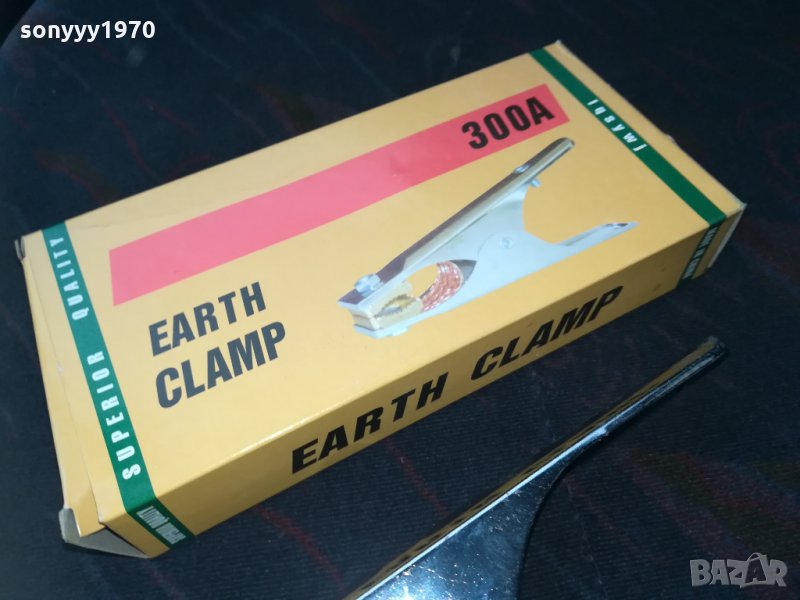 sonyyy1970
300A
EARTH
CLAMP
SUPERIOR QUALITY
EARTH CLAMP
BAZAR